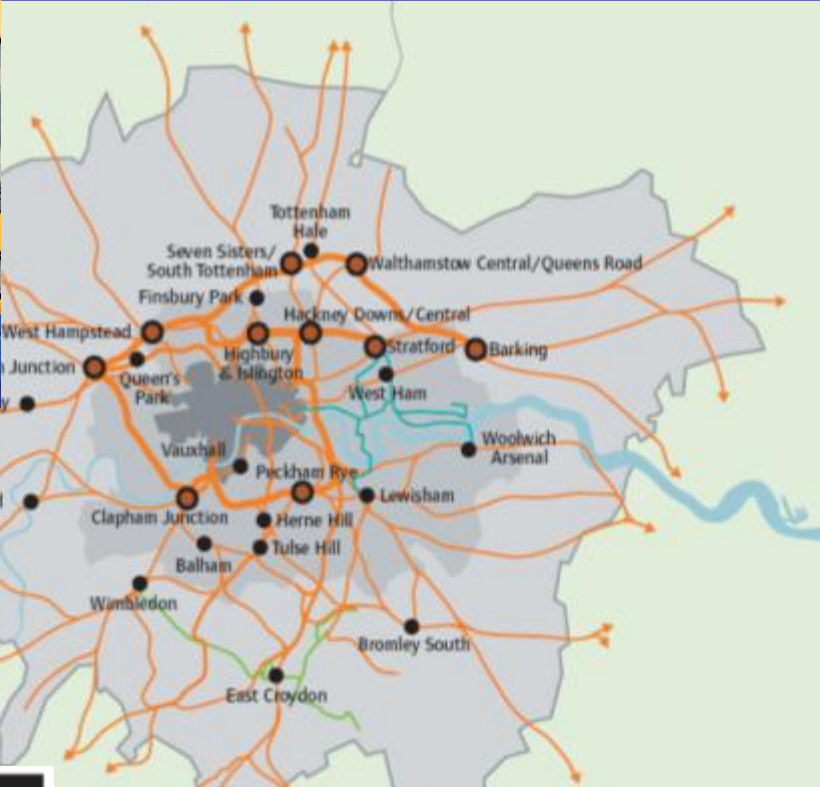 Tottenham
Hale
Seven Sisters/
South Tottenham
Walthamstow Central/Queens Road
Finsbury Park
Hackney Downs/Central
West Hampstead
Highbury
& Islington
Stratford
Barking
Junction
Queen's
Park
West Ham
Vauxhall
Woolwich
Arsenal
Peckham Rye
Lewisham
Clapham Junction
Herne Hill
Tulse Hill
Balham
Wimbledon
Bromley South
East Croydon